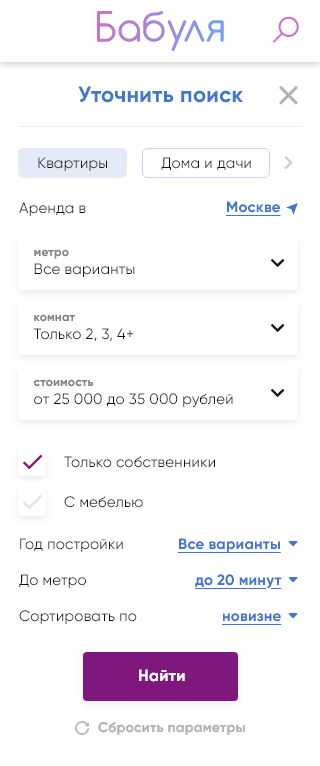 Бабуля
Уточнить поиск
Квартиры
Дома и дачи
Аренда в
Москве
метро
Все варианты
комнат
Только 2, 3, 4+
стоимость
от 25 000 до 35 000 рублей
Только собственники
С мебелью
Год постройки
Все варианты
До метро
до 20 минут
Сортировать по
новизне
Найти
Сбросить параметры